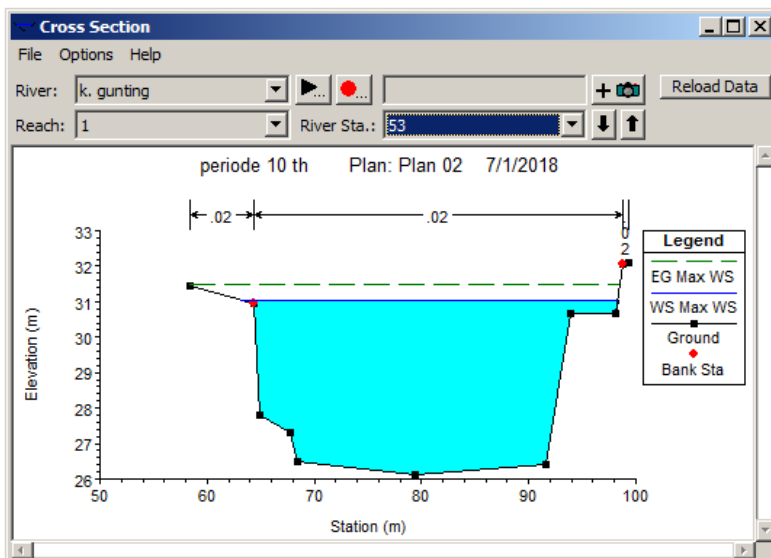 Cross Section
File Options Help
River: k. gunting ... ... + Reload Data
Reach: 1 River Sta.: 53
periode 10 th Plan: Plan 02 7/1/2018
.02 .02 .02
33
32
31
30
29
28
27
26
Elevation (m)
50 60 70 80 90 100
Station (m)
Legend
EG Max WS
WS Max WS
Ground
Bank Sta